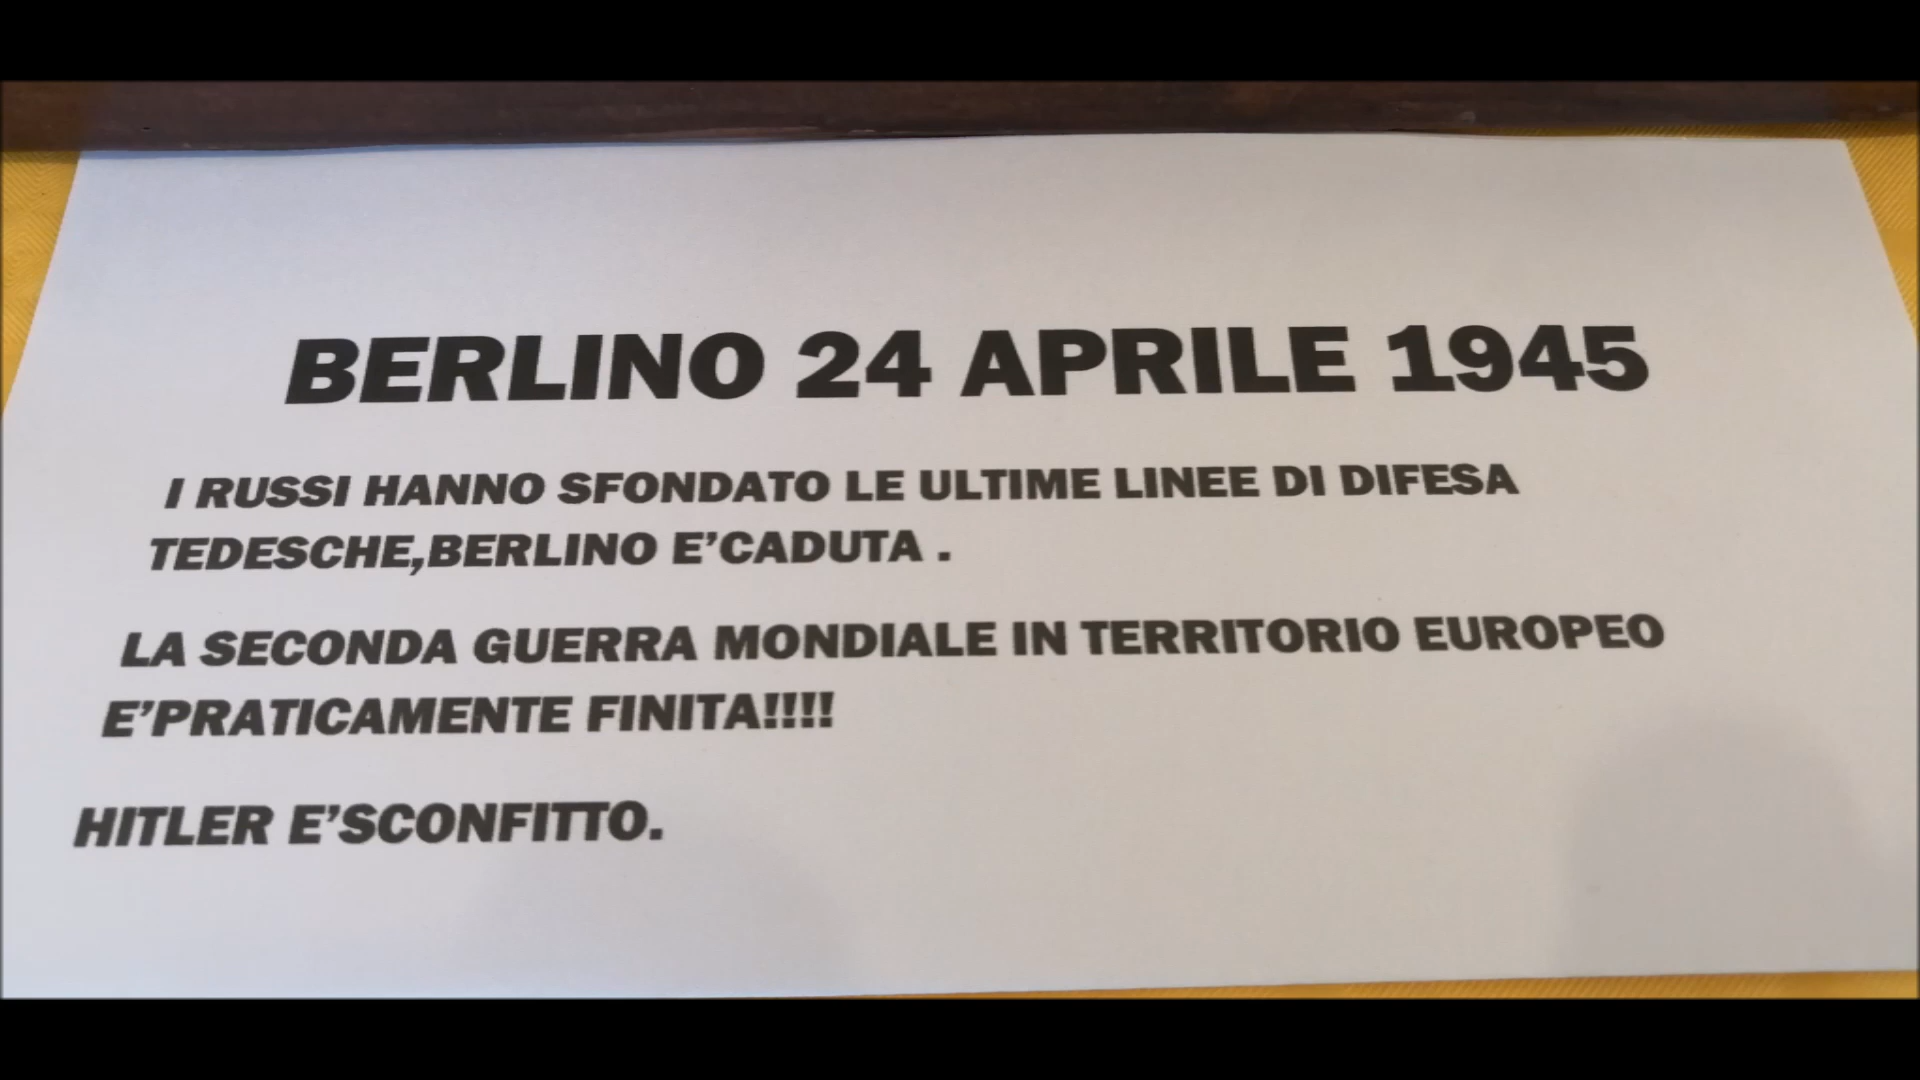 BERLINO 24 APRILE 1945
I RUSSI HANNO SFONDATO LE ULTIME LINEE DI DIFESA
TEDESCHE,BERLINO E’CADUTA .
LA SECONDA GUERRA MONDIALE IN TERRITORIO EUROPEO
E’PRATICAMENTE FINITA!!!!
HITLER E’SCONFITTO.